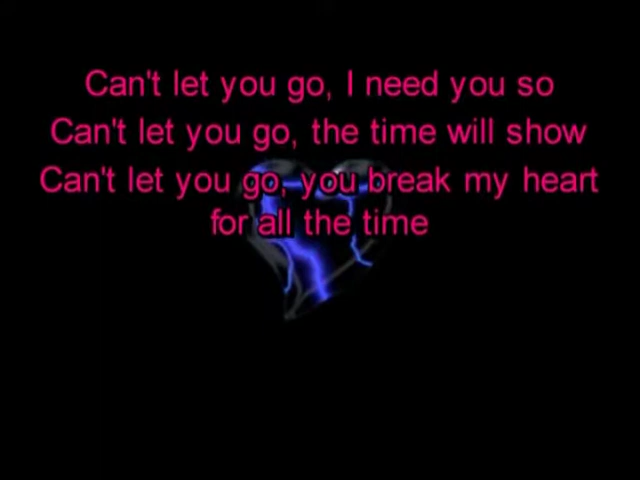 Can't let you go, I need you so
Can't let you go, the time will show
Can't let you go, you break my heart
for all the time